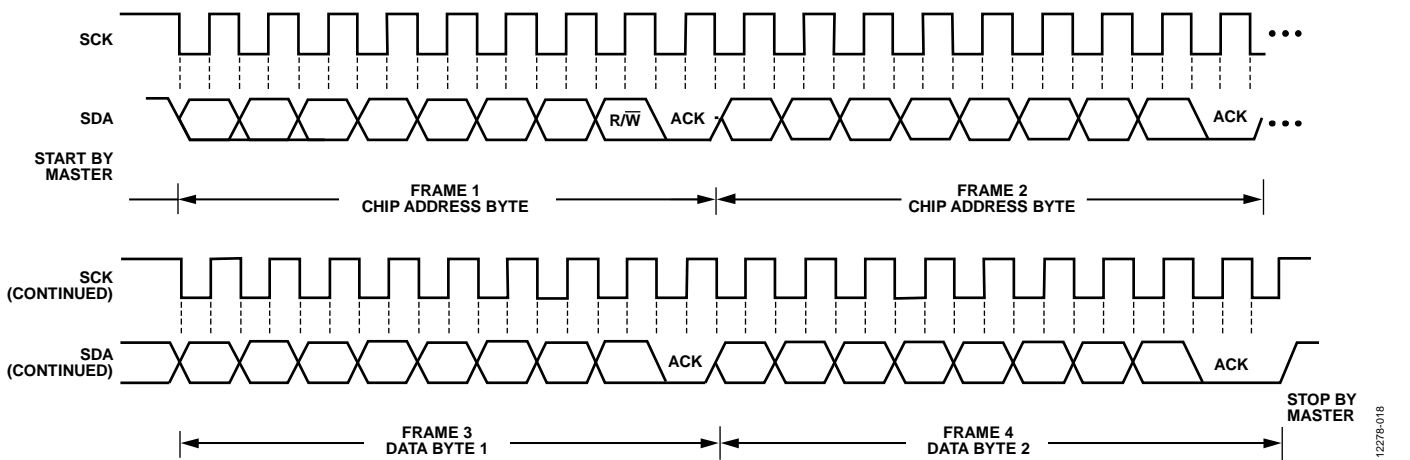 SCK
SDA
R/W̅ ACK ACK
START BY
MASTER
FRAME 1
CHIP ADDRESS BYTE
FRAME 2
CHIP ADDRESS BYTE
SCK
(CONTINUED)
SDA
(CONTINUED)
ACK ACK
STOP BY
MASTER
FRAME 3
DATA BYTE 1
FRAME 4
DATA BYTE 2
12278-018